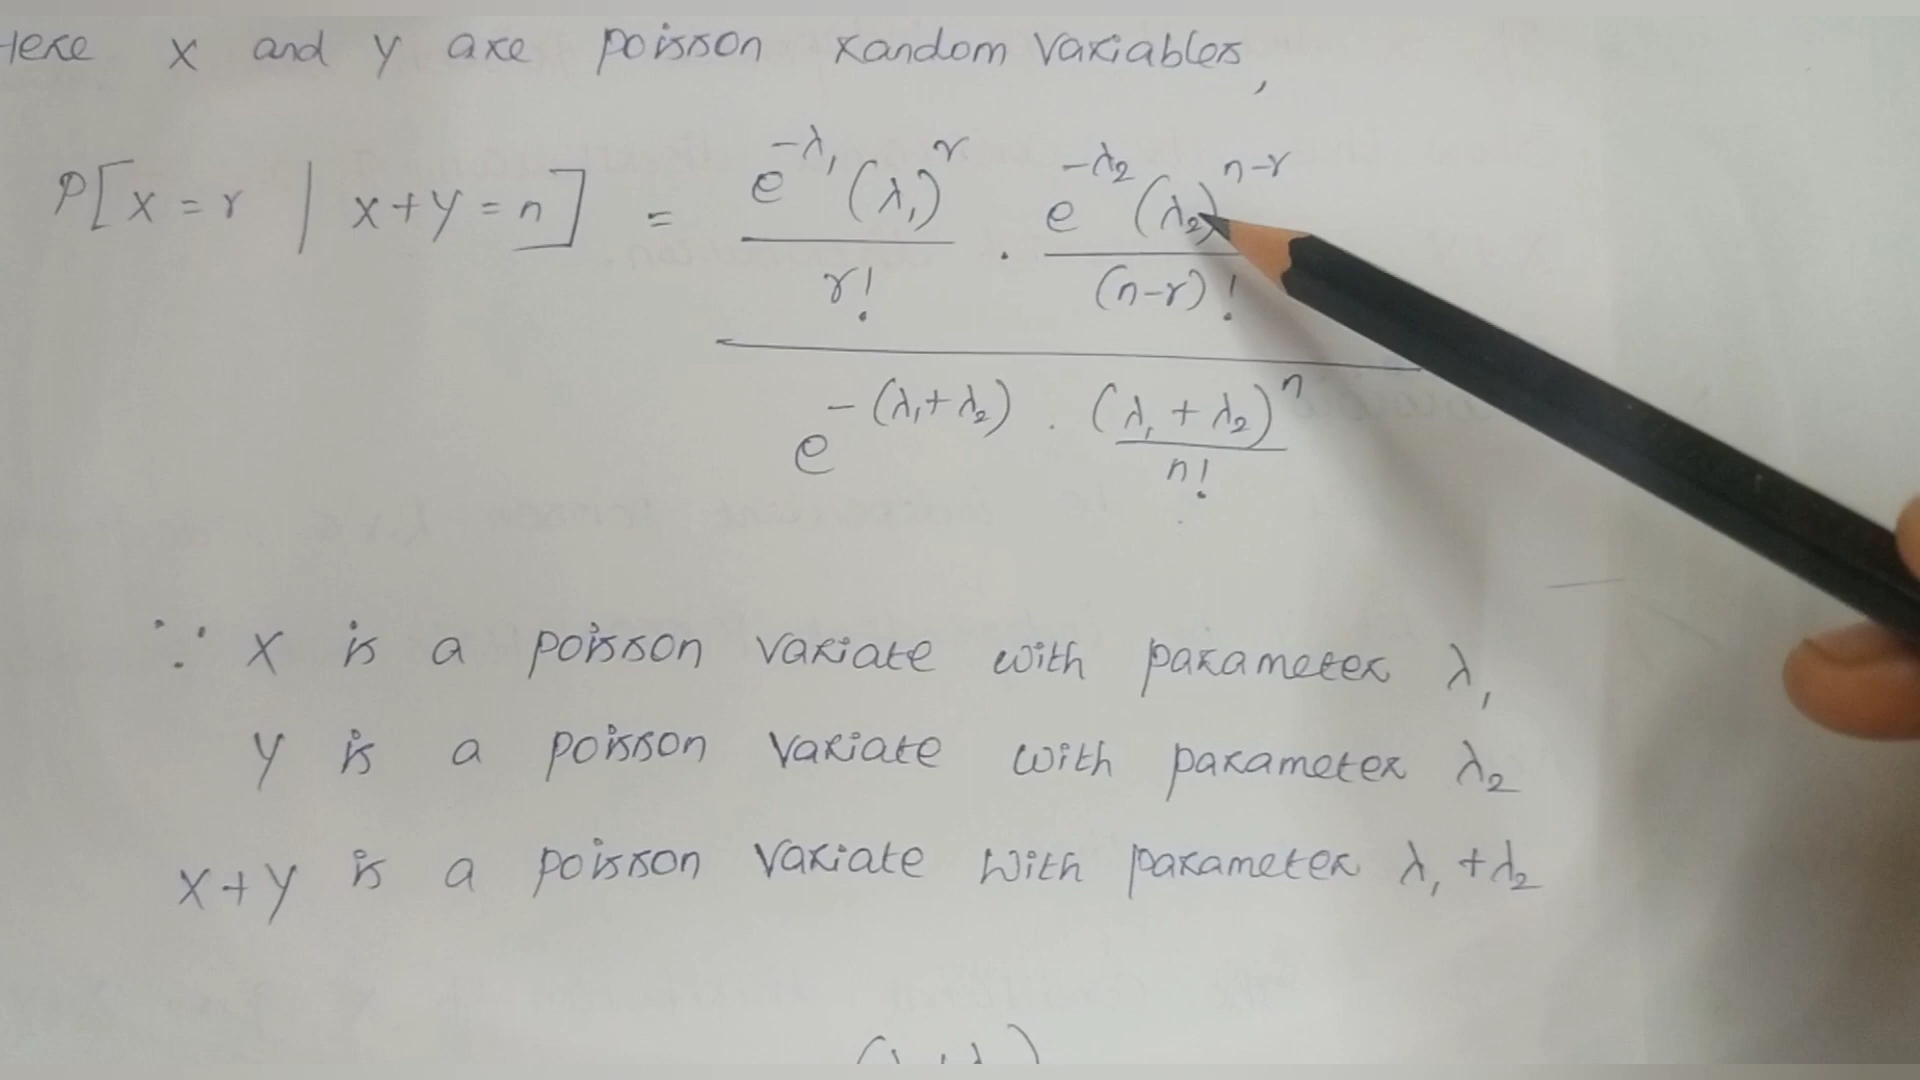 Here X and Y are poisson random variables,
P[X = r | X+Y = n] = e^{-λ₁} (λ₁)^r / r! . e^{-λ₂} (λ₂)^{n-r} / (n-r)!
e^{-(λ₁+λ₂)} . (λ₁ + λ₂)^n / n!
∵ X is a poisson variate with parameter λ₁
Y is a poisson variate with parameter λ₂
X+Y is a poisson variate with parameter λ₁ + λ₂